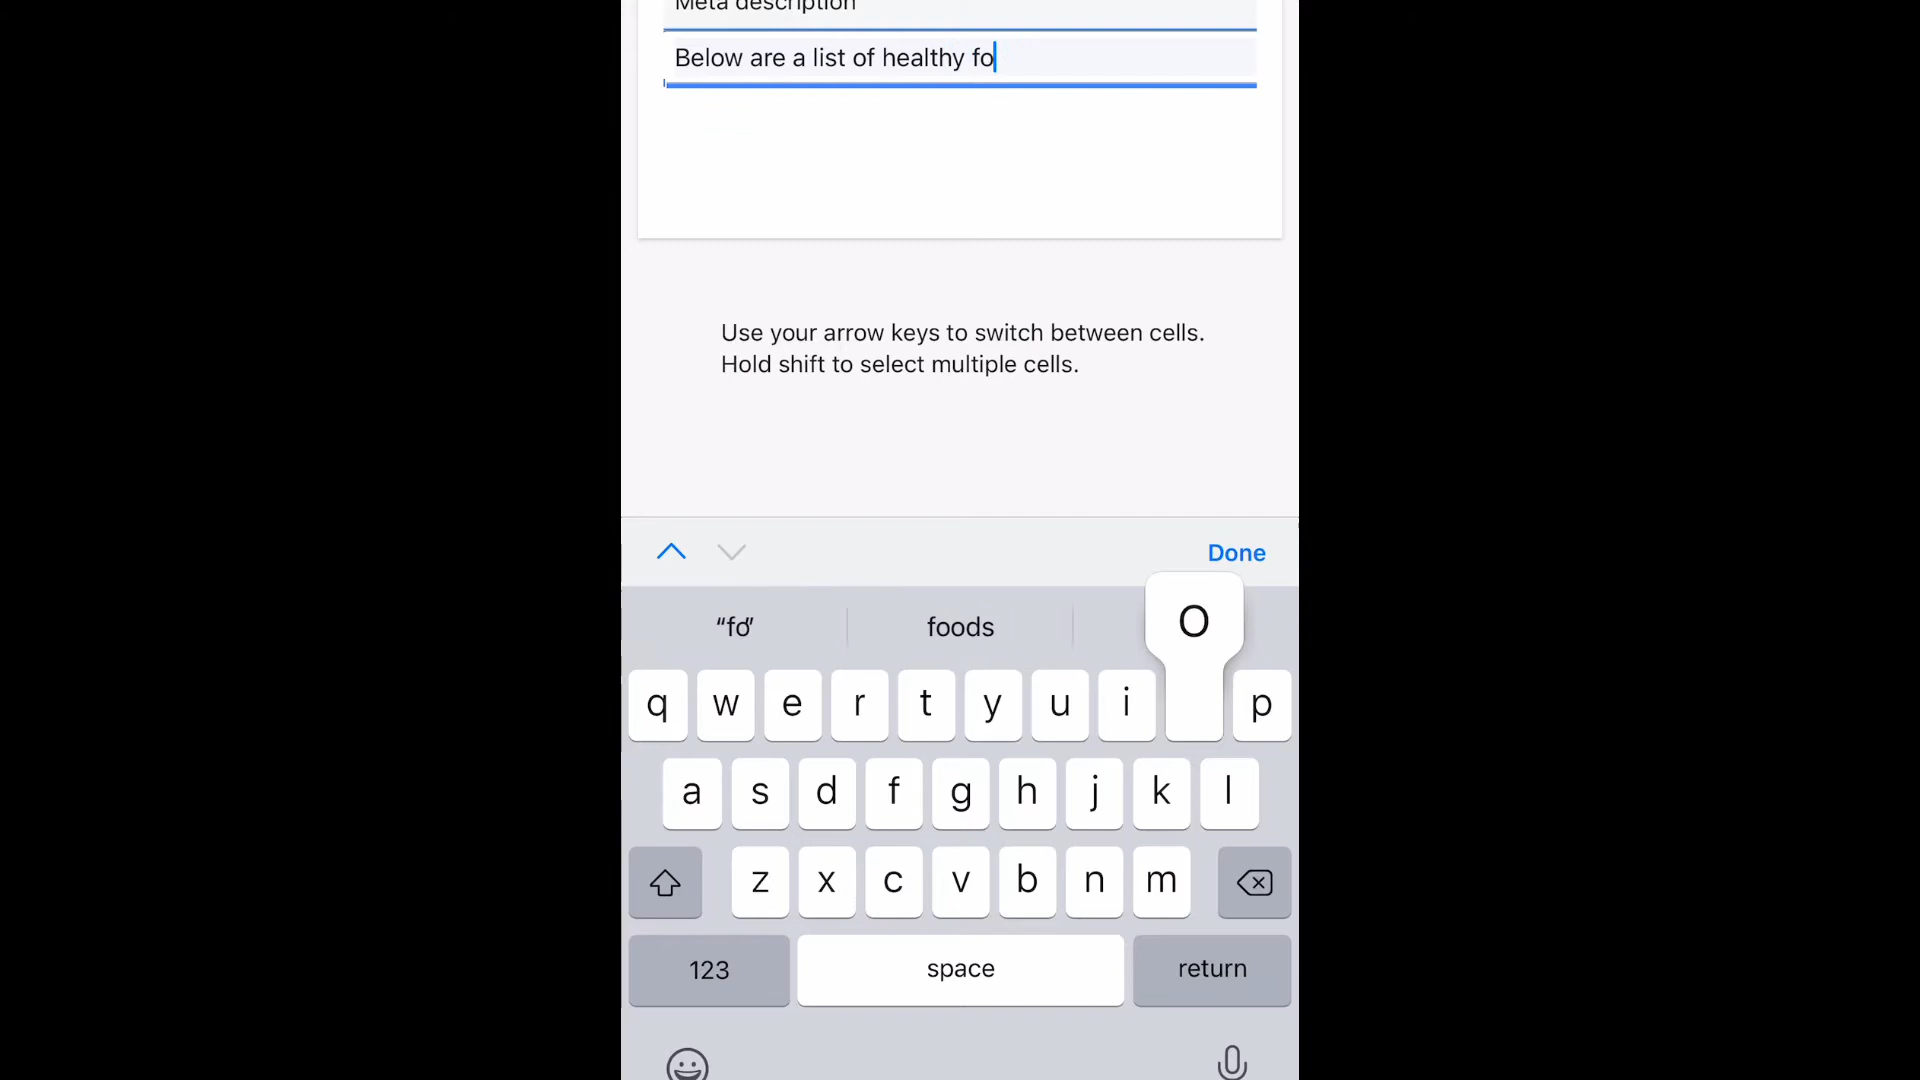 Meta description
Below are a list of healthy fo
Use your arrow keys to switch between cells.
Hold shift to select multiple cells.
Done
“fo” foods
O
q w e r t y u i p
a s d f g h j k l
z x c v b n m
123 space return